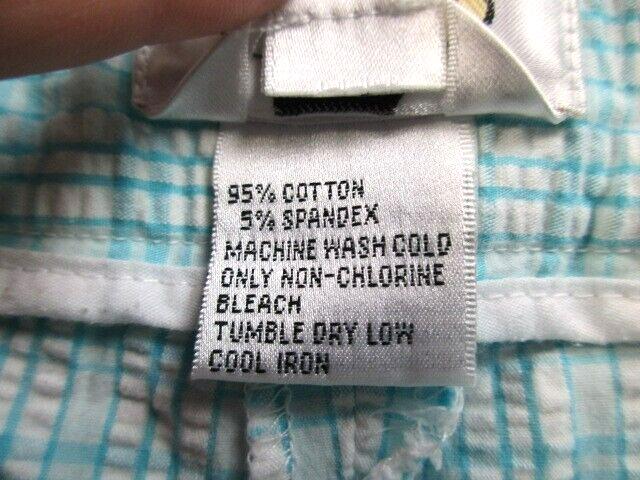 95% COTTON
5% SPANDEX
MACHINE WASH COLD
ONLY NON-CHLORINE
BLEACH
TUMBLE DRY LOW
COOL IRON